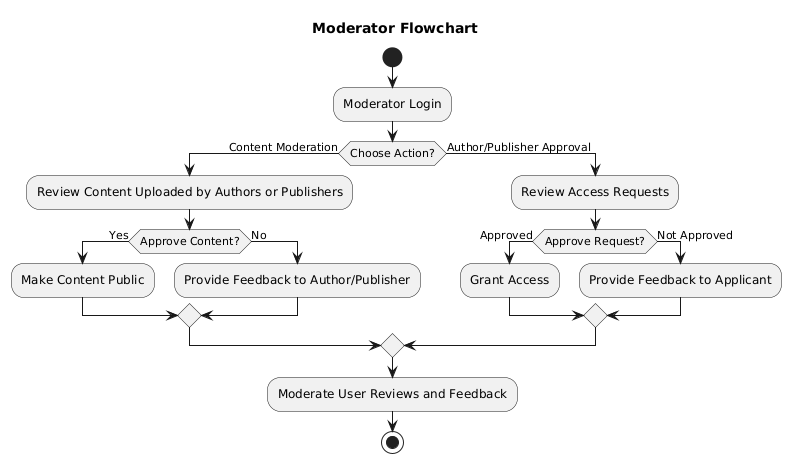 Moderator Flowchart
Moderator Login
Content Moderation
Choose Action?
Author/Publisher Approval
Review Content Uploaded by Authors or Publishers
Review Access Requests
Yes
Approve Content?
No
Approved
Approve Request?
Not Approved
Make Content Public
Provide Feedback to Author/Publisher
Grant Access
Provide Feedback to Applicant
Moderate User Reviews and Feedback